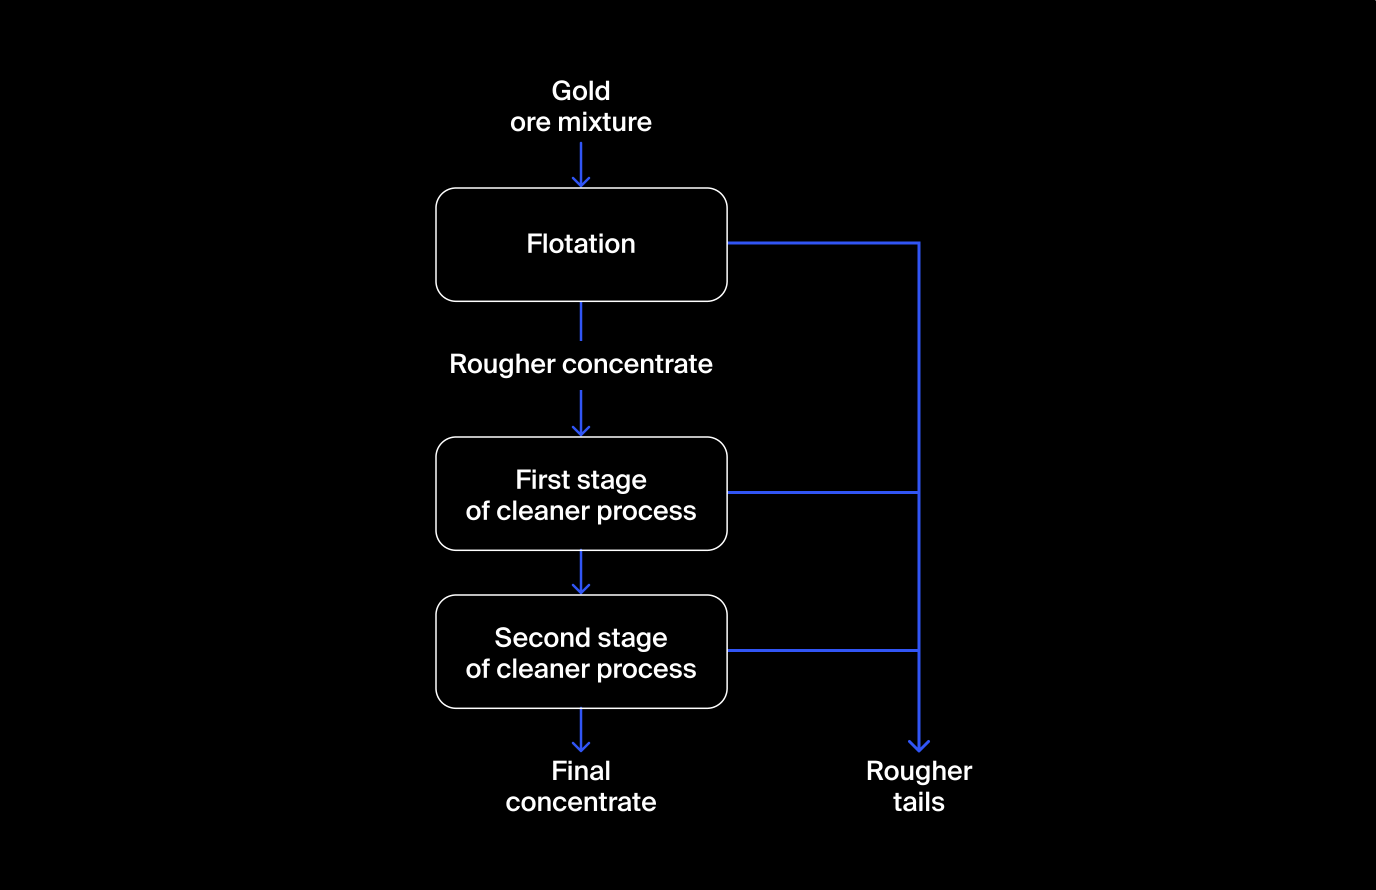 Gold
ore mixture
Flotation
Rougher concentrate
First stage
of cleaner process
Second stage
of cleaner process
Final
concentrate
Rougher
tails